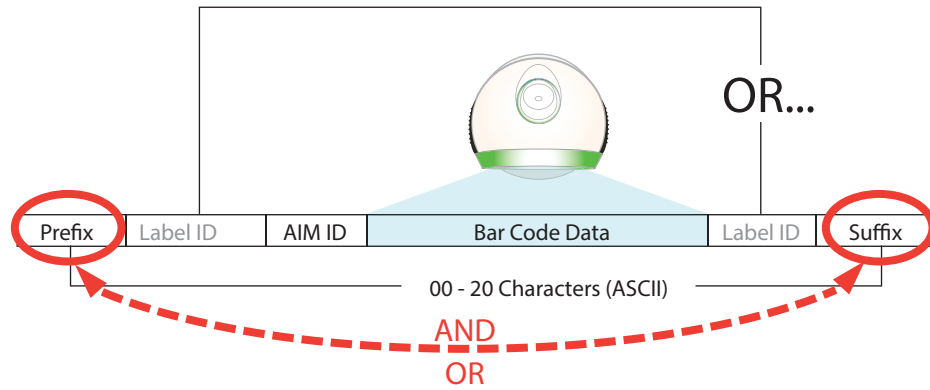 OR...
Prefix Label ID AIM ID Bar Code Data Label ID Suffix
00 - 20 Characters (ASCII)
AND
OR